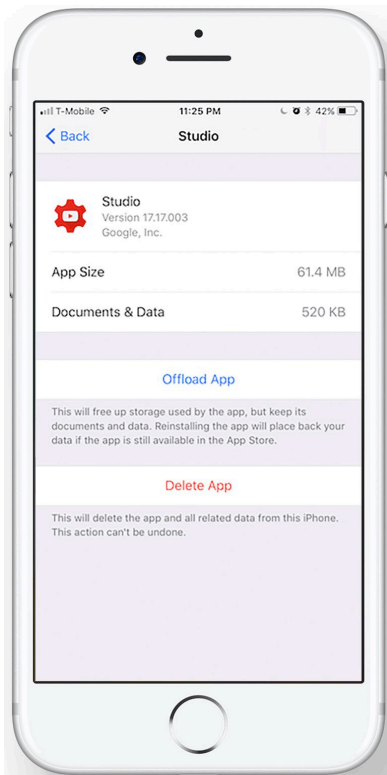 T-Mobile 11:25 PM 42%
Back Studio
Studio
Version 17.17.003
Google, Inc.
App Size 61.4 MB
Documents & Data 520 KB
Offload App
This will free up storage used by the app, but keep its
documents and data. Reinstalling the app will place back your
data if the app is still available in the App Store.
Delete App
This will delete the app and all related data from this iPhone.
This action can't be undone.